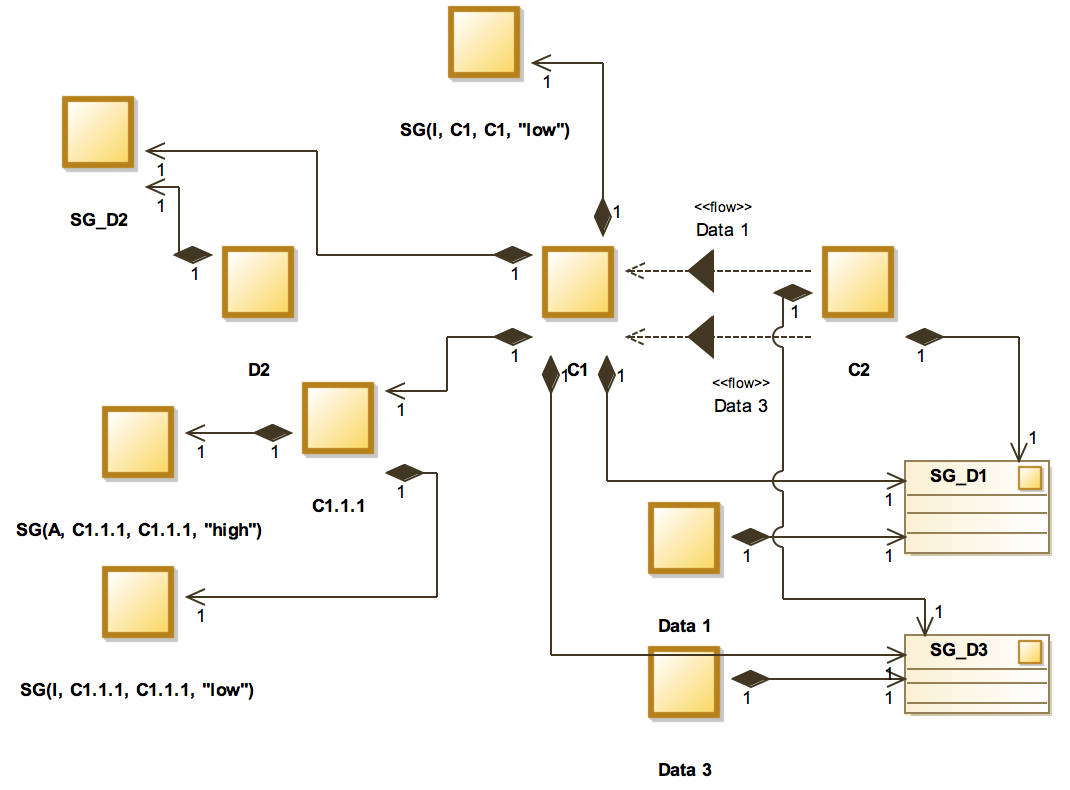 1
SG(I, C1, C1, "low")
1
1
SG_D2
1
<<flow>>
Data 1
1
1
1
1
D2
1
C1
1
1
C2
1
<<flow>>
Data 3
1
1
1
1
C1.1.1
1
SG_D1
1
SG(A, C1.1.1, C1.1.1, "high")
1
1
1
1
Data 1
SG_D3
1
SG(I, C1.1.1, C1.1.1, "low")
1
1
Data 3